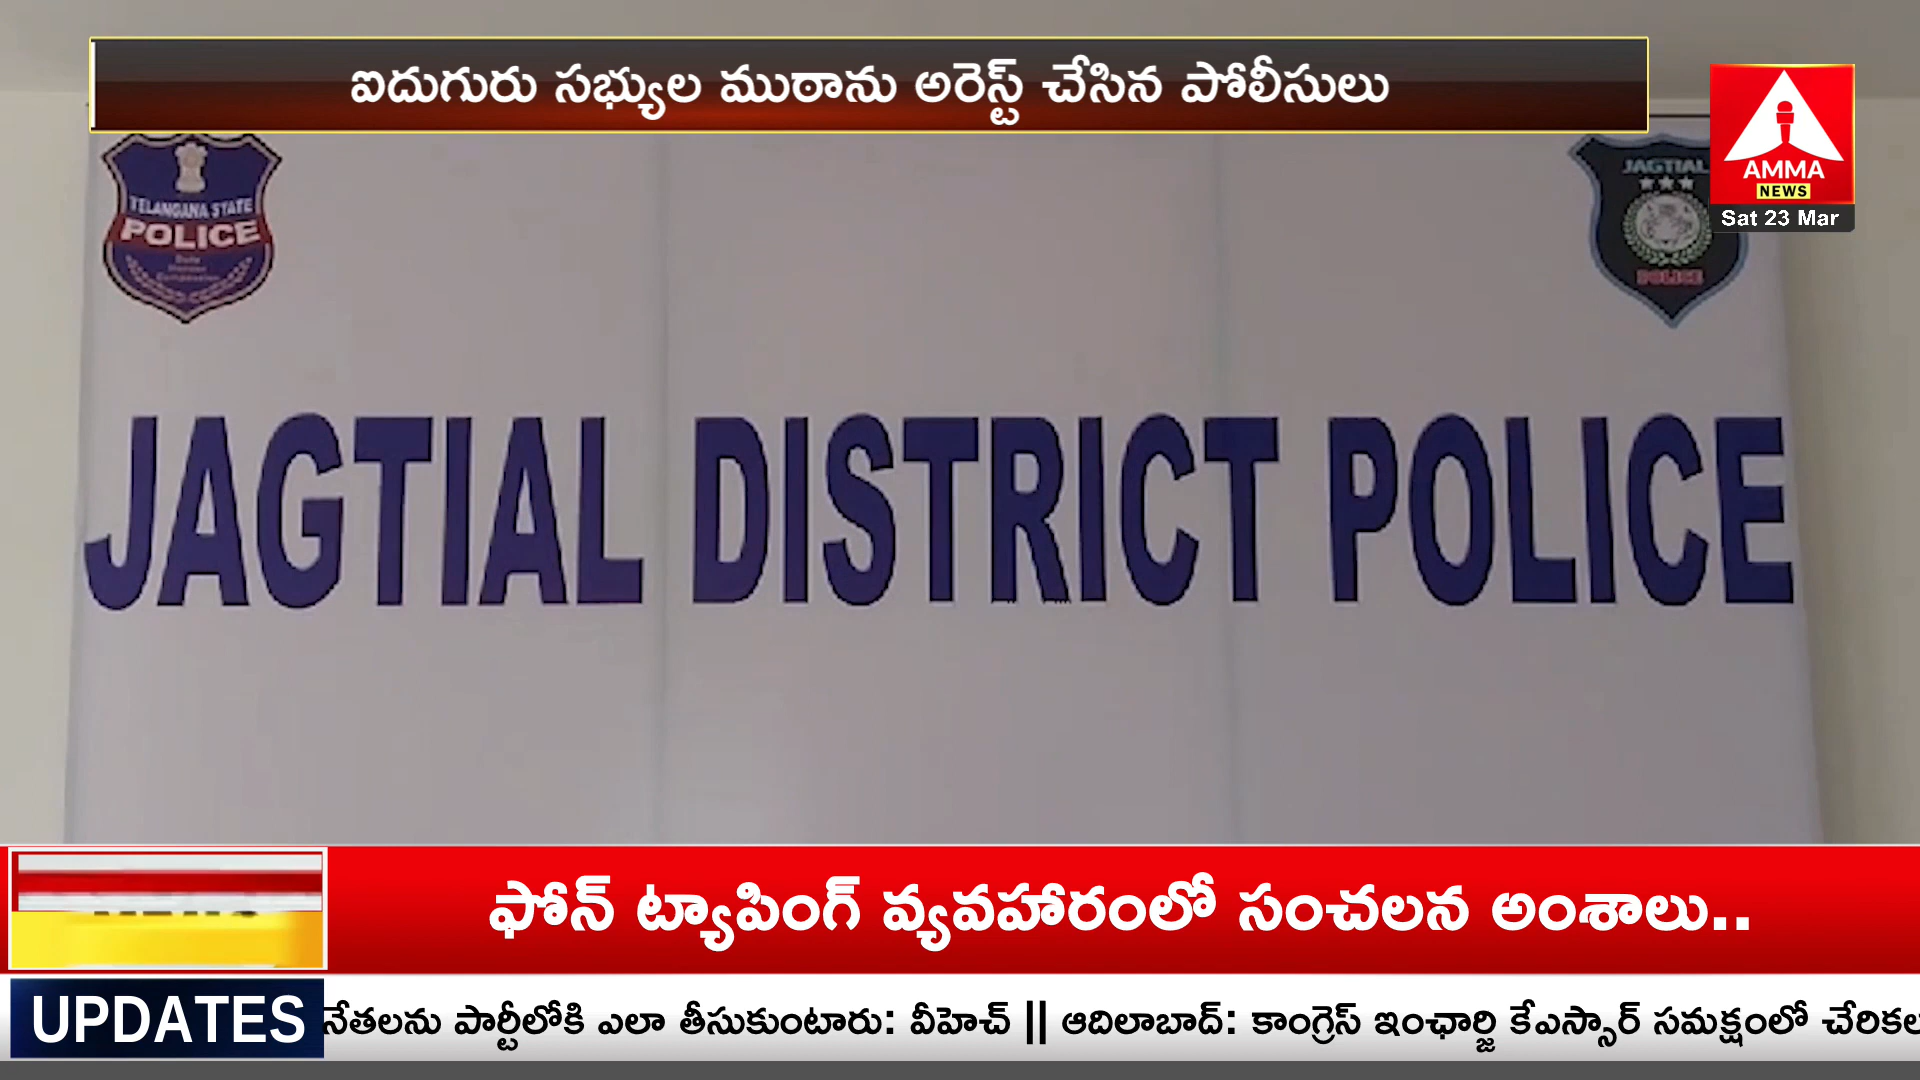 ఐదుగురు సభ్యుల ముఠాను అరెస్ట్ చేసిన పోలీసులు
AMMA
NEWS
Sat 23 Mar
TELANGANA STATE
POLICE
JAGTIAL
POLICE
JAGTIAL DISTRICT POLICE
ఫోన్ ట్యాపింగ్ వ్యవహారంలో సంచలన అంశాలు..
UPDATES
నేతలను పార్టీలోకి ఎలా తీసుకుంటారు: వీహెచ్ || ఆదిలాబాద్: కాంగ్రెస్ ఇంఛార్జి కేఎస్సార్ సమక్షంలో